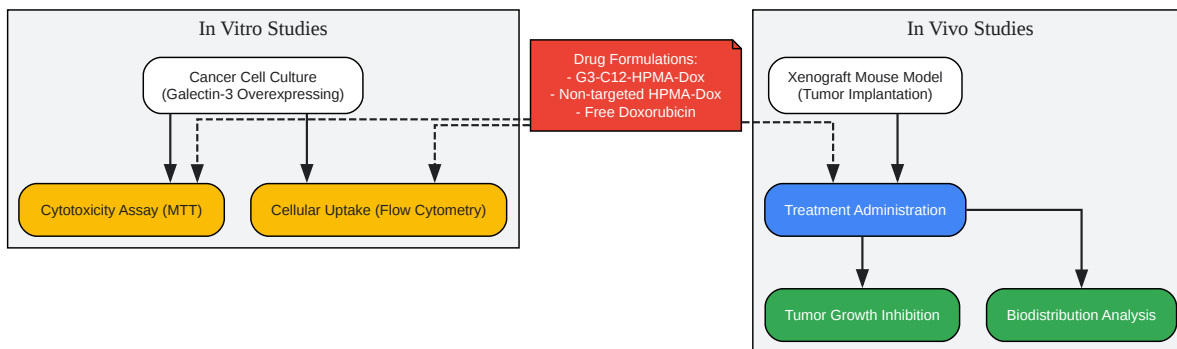 In Vitro Studies
Cancer Cell Culture
(Galectin-3 Overexpressing)
Cytotoxicity Assay (MTT)
Cellular Uptake (Flow Cytometry)
Drug Formulations:
- G3-C12-HPMA-Dox
- Non-targeted HPMA-Dox
- Free Doxorubicin
In Vivo Studies
Xenograft Mouse Model
(Tumor Implantation)
Treatment Administration
Tumor Growth Inhibition
Biodistribution Analysis